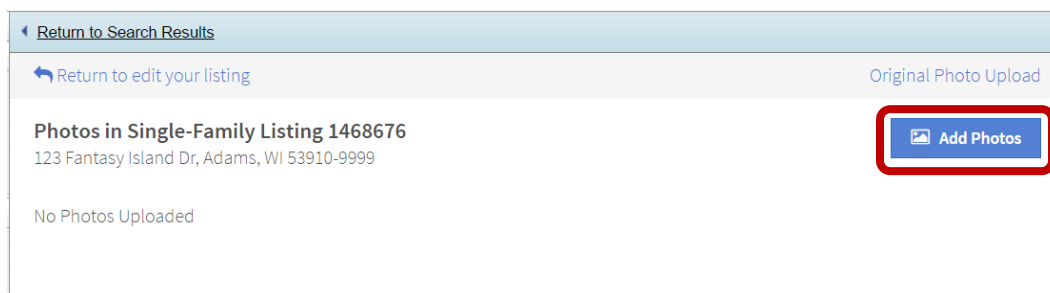 Return to Search Results
Return to edit your listing
Original Photo Upload
Photos in Single-Family Listing 1468676
Add Photos
123 Fantasy Island Dr, Adams, WI 53910-9999
No Photos Uploaded